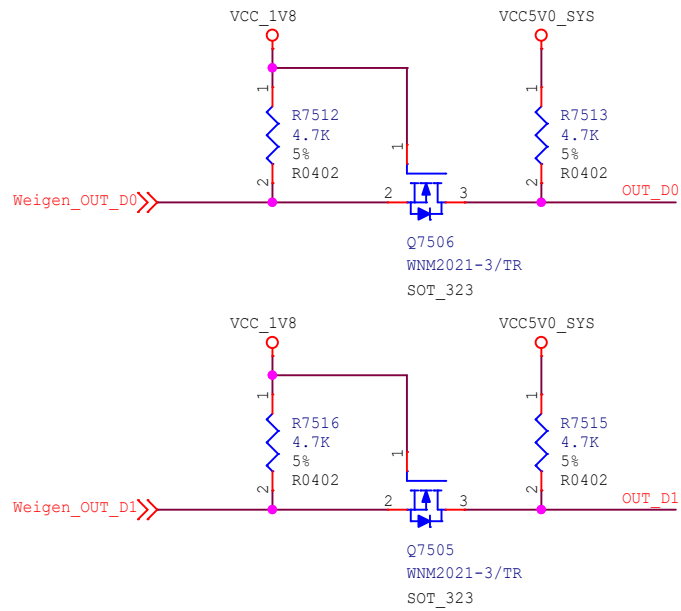 VCC_1V8
VCC5V0_SYS
1
R7512
4.7K
5%
R0402
2
1
R7513
4.7K
5%
R0402
2
1
Weigen_OUT_D0
2
3
OUT_D0
Q7506
WNM2021-3/TR
SOT_323
VCC_1V8
VCC5V0_SYS
1
R7516
4.7K
5%
R0402
2
1
R7515
4.7K
5%
R0402
2
1
Weigen_OUT_D1
2
3
OUT_D1
Q7505
WNM2021-3/TR
SOT_323